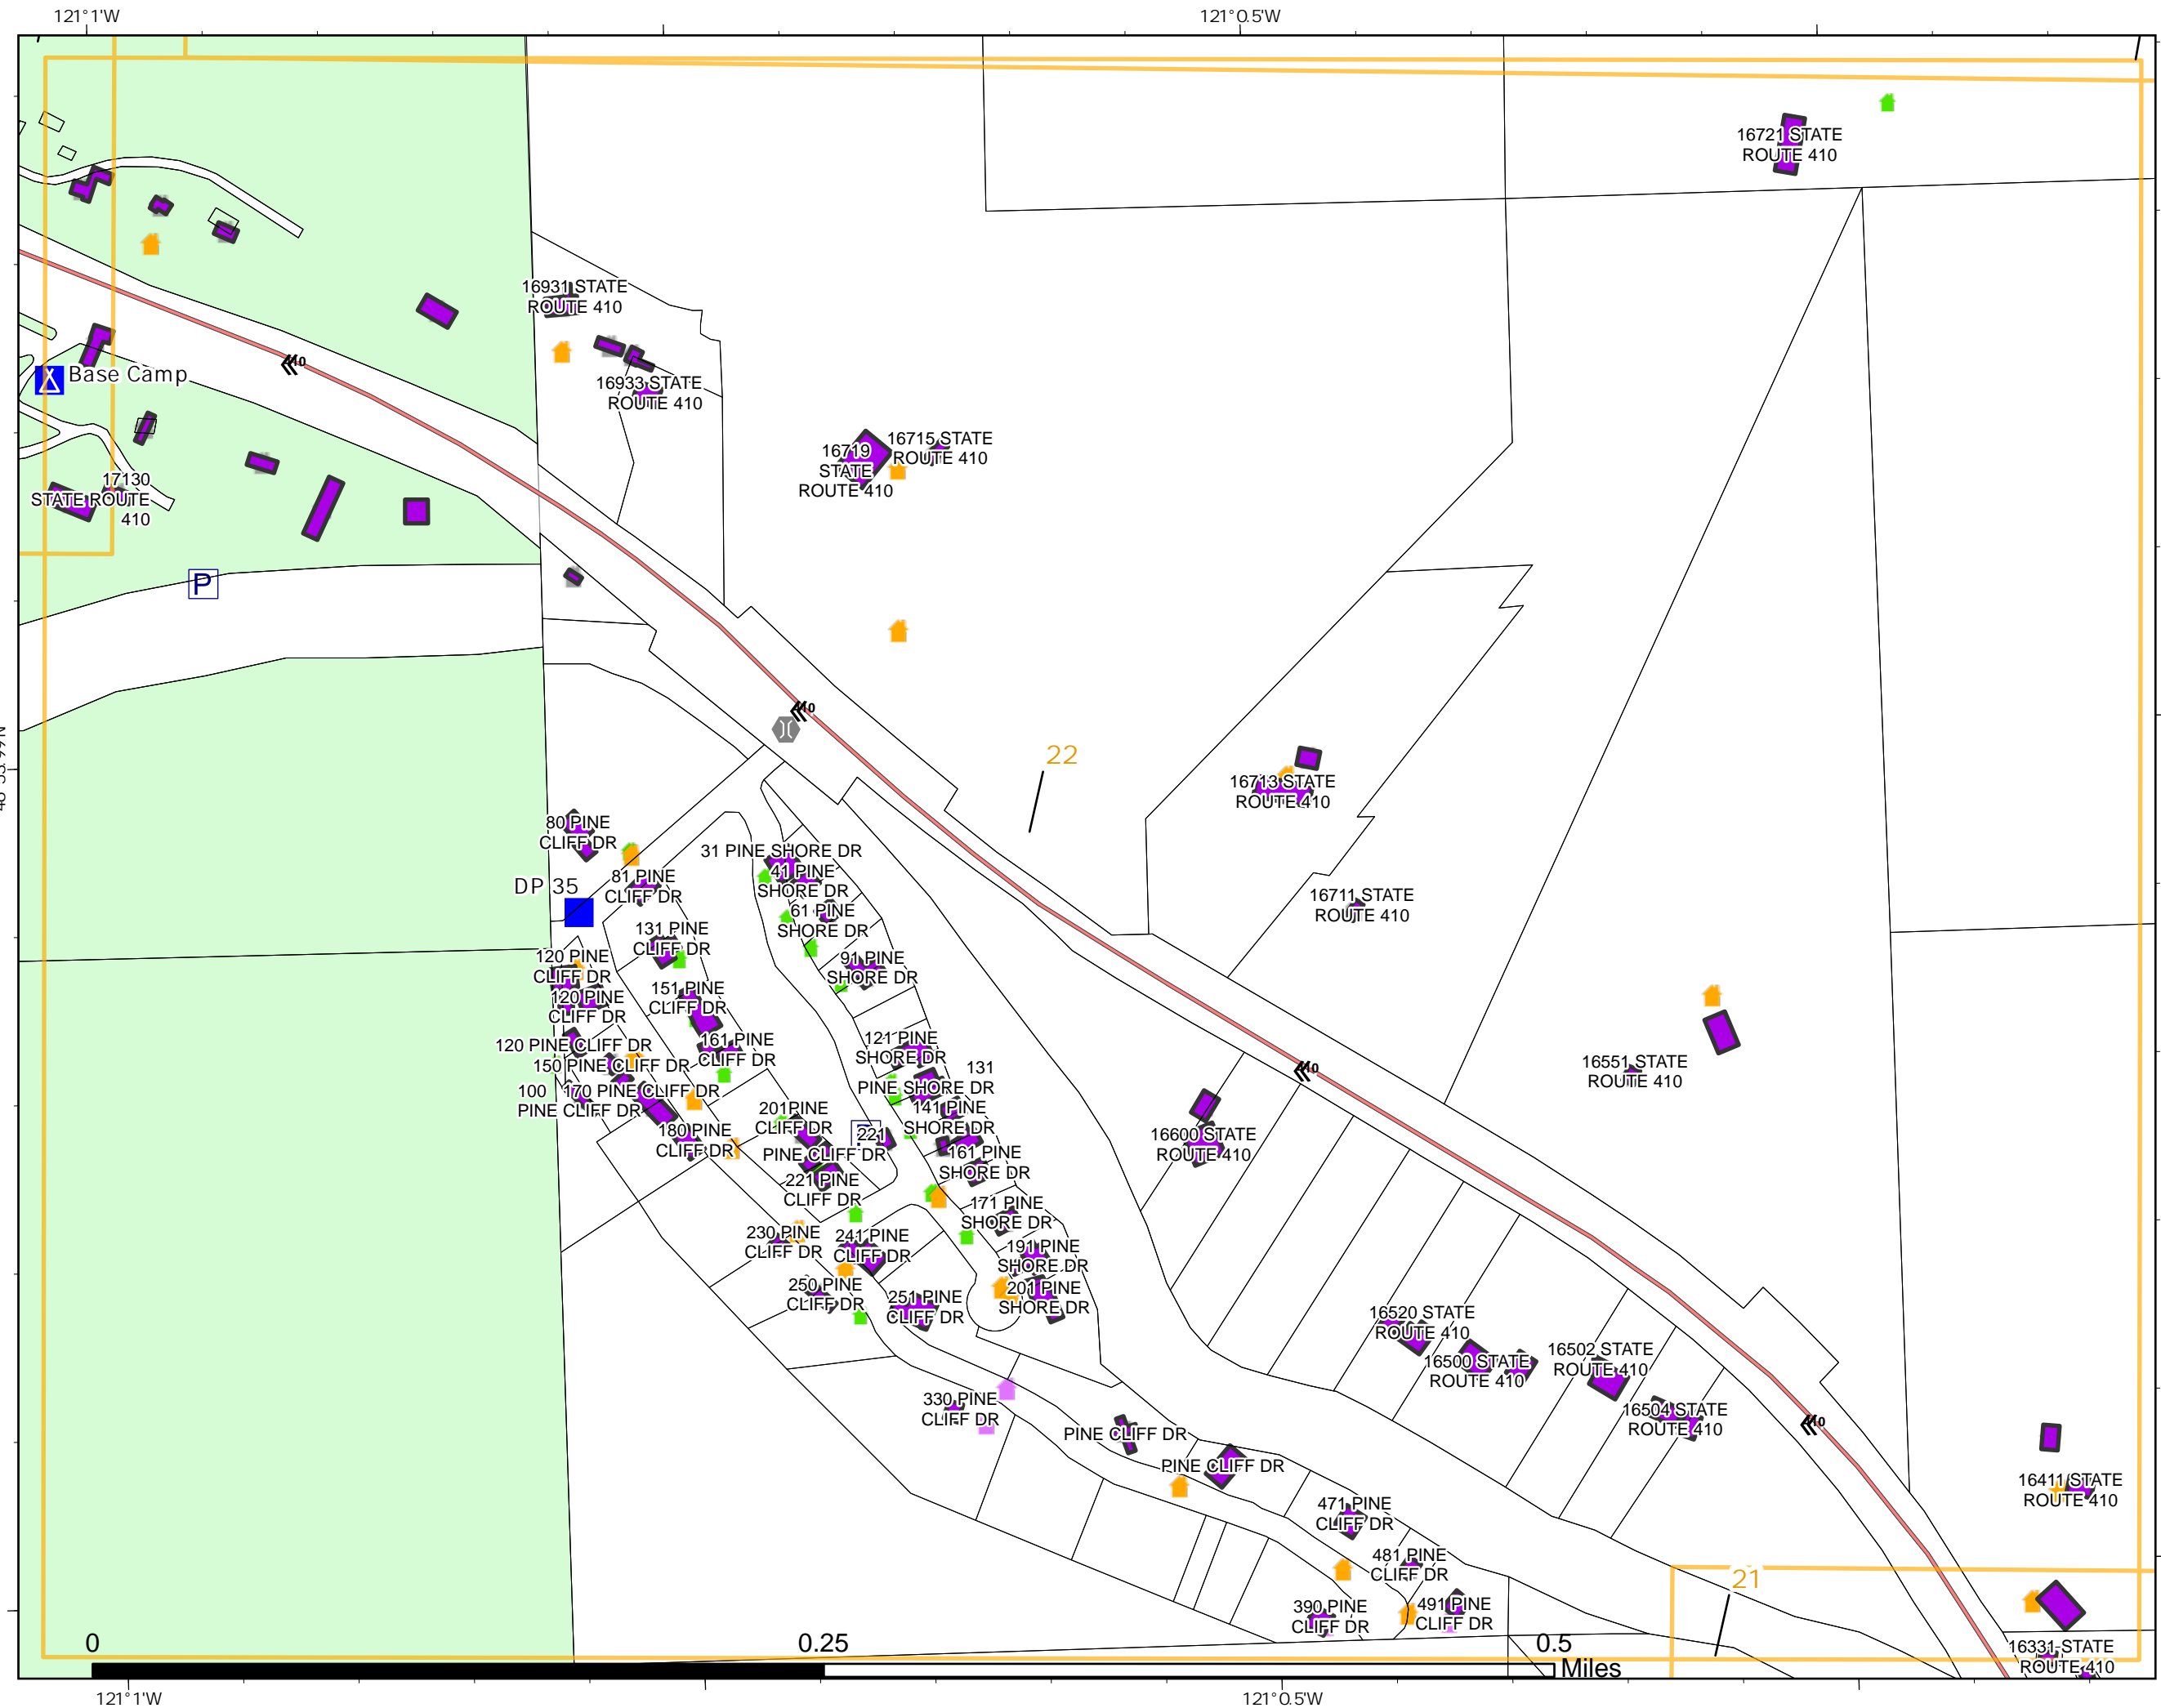 121°1'W
121°0.5'W
16721 STATE
ROUTE 410
16931 STATE
ROUTE 410
Base Camp
16933 STATE
ROUTE 410
16719
STATE
ROUTE 410
16715 STATE
ROUTE 410
17130
STATE ROUTE
410
P
22
16713 STATE
ROUTE 410
80 PINE
CLIFF DR
31 PINE SHORE DR
41 PINE
SHORE DR
81 PINE
CLIFF DR
DP 35
16711 STATE
ROUTE 410
61 PINE
SHORE DR
131 PINE
CLIFF DR
120 PINE
CLIFF DR
91 PINE
SHORE DR
151 PINE
CLIFF DR
120 PINE
CLIFF DR
120 PINE CLIFF DR
161 PINE
CLIFF DR
121 PINE
SHORE DR
150 PINE CLIFF DR
131
PINE SHORE DR
16551 STATE
ROUTE 410
100
PINE CLIFF DR
170 PINE CLIFF DR
201PINE
CLIFF DR
141 PINE
SHORE DR
180 PINE
CLIFF DR
221
PINE CLIFF DR
161 PINE
SHORE DR
16600 STATE
ROUTE 410
221 PINE
CLIFF DR
171 PINE
SHORE DR
230 PINE
CLIFF DR
241 PINE
CLIFF DR
191 PINE
SHORE DR
250 PINE
CLIFF DR
251 PINE
CLIFF DR
201 PINE
SHORE DR
16520 STATE
ROUTE 410
16500 STATE
ROUTE 410
16502 STATE
ROUTE 410
16504 STATE
ROUTE 410
330 PINE
CLIFF DR
PINE CLIFF DR
PINE CLIFF DR
16411 STATE
ROUTE 410
471 PINE
CLIFF DR
481 PINE
CLIFF DR
21
390 PINE
CLIFF DR
491 PINE
CLIFF DR
16331 STATE
ROUTE 410
0
0.25
0.5
Miles
121°1'W
121°0.5'W